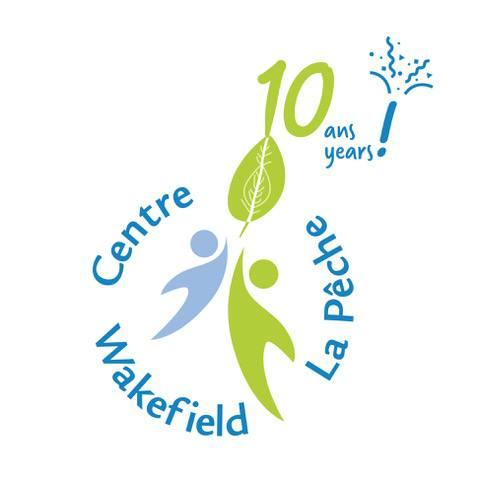 10
ans
years!
Centre
Wakefield
La Pêche